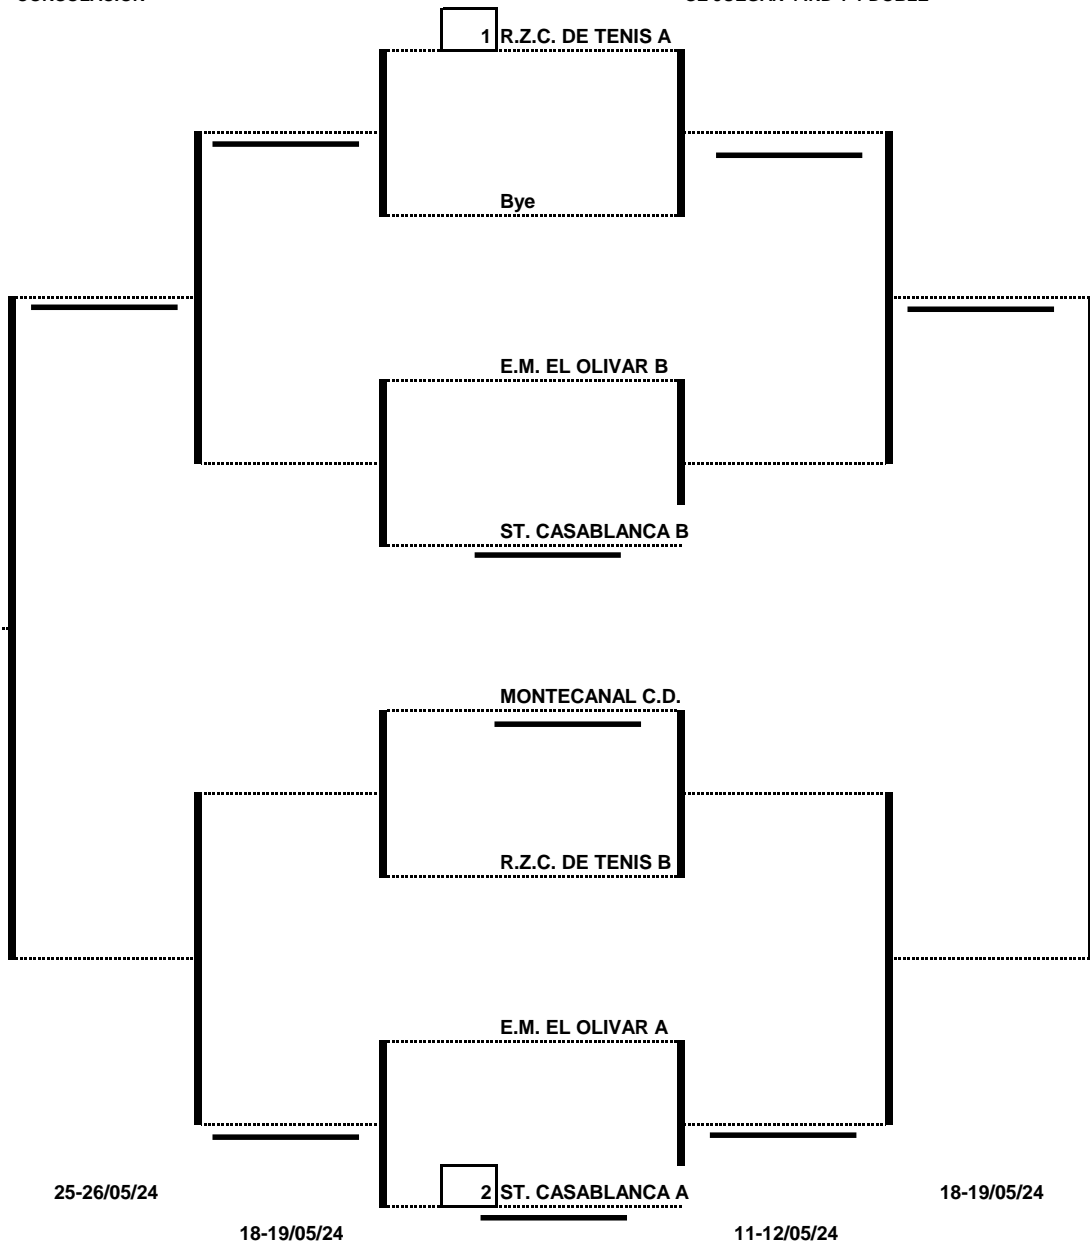 1 R.Z.C. DE TENIS A
Bye
E.M. EL OLIVAR B
ST. CASABLANCA B
MONTECANAL C.D.
R.Z.C. DE TENIS B
E.M. EL OLIVAR A
25-26/05/24
2 ST. CASABLANCA A
18-19/05/24
18-19/05/24
11-12/05/24